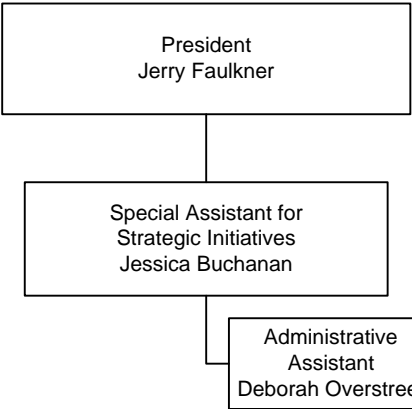 President
Jerry Faulkner
Special Assistant for
Strategic Initiatives
Jessica Buchanan
Administrative
Assistant
Deborah Overstree